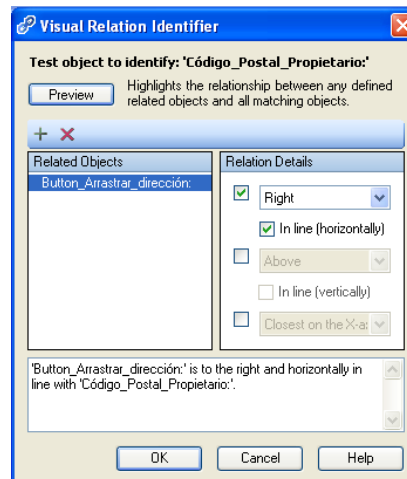 Visual Relation Identifier
Test object to identify: 'Código_Postal_Propietario:'
Preview
Highlights the relationship between any defined
related objects and all matching objects.
Related Objects
Button_Arrastrar_dirección:
Relation Details
Right
In line (horizontally)
Above
In line (vertically)
Closest on the X-a
'Button_Arrastrar_dirección:' is to the right and horizontally in
line with 'Código_Postal_Propietario:'.
OK
Cancel
Help